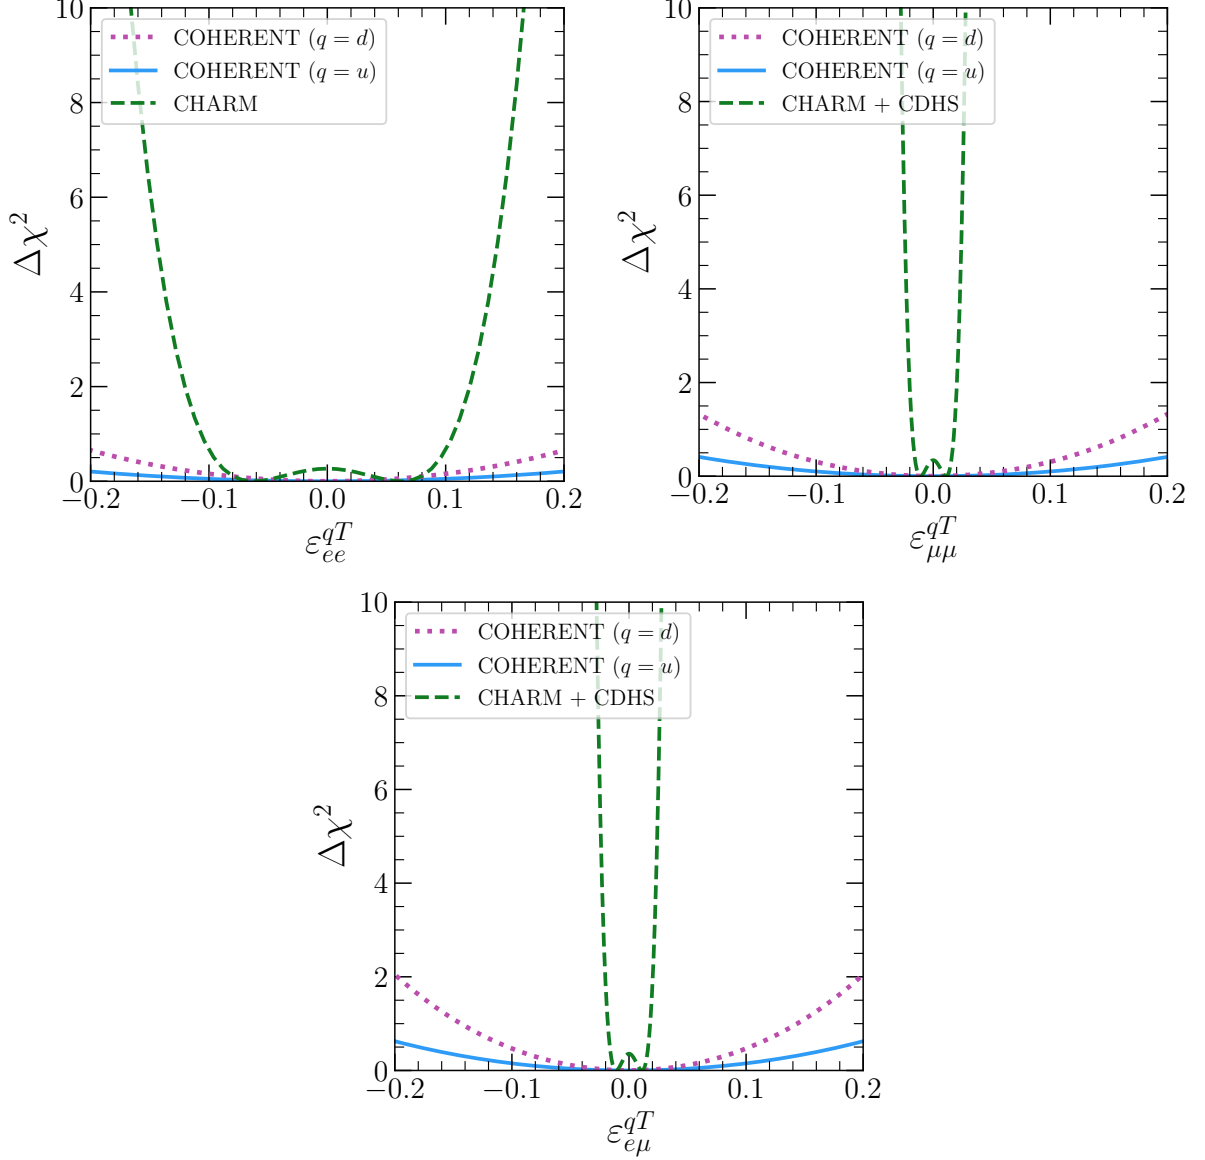 10
8
6
4
2
0
Δχ²
COHERENT (q = d)
COHERENT (q = u)
CHARM
−0.2 −0.1 0.0 0.1 0.2
ε_{ee}^{qT}
10
8
6
4
2
0
Δχ²
COHERENT (q = d)
COHERENT (q = u)
CHARM + CDHS
−0.2 −0.1 0.0 0.1 0.2
ε_{μμ}^{qT}
10
8
6
4
2
0
Δχ²
COHERENT (q = d)
COHERENT (q = u)
CHARM + CDHS
−0.2 −0.1 0.0 0.1 0.2
ε_{eμ}^{qT}